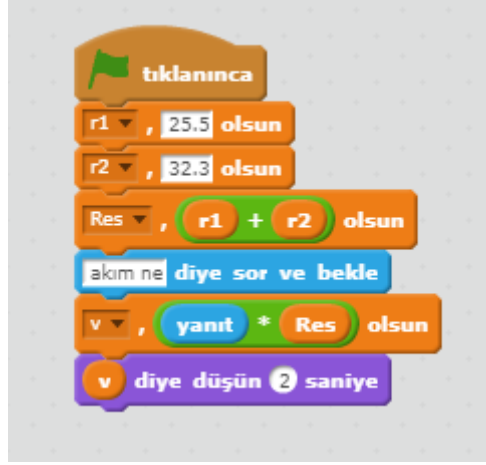 tıklanınca
r1 , 25.5 olsun
r2 , 32.3 olsun
Res , r1 + r2 olsun
akım ne diye sor ve bekle
v , yanıt * Res olsun
v diye düşün 2 saniye